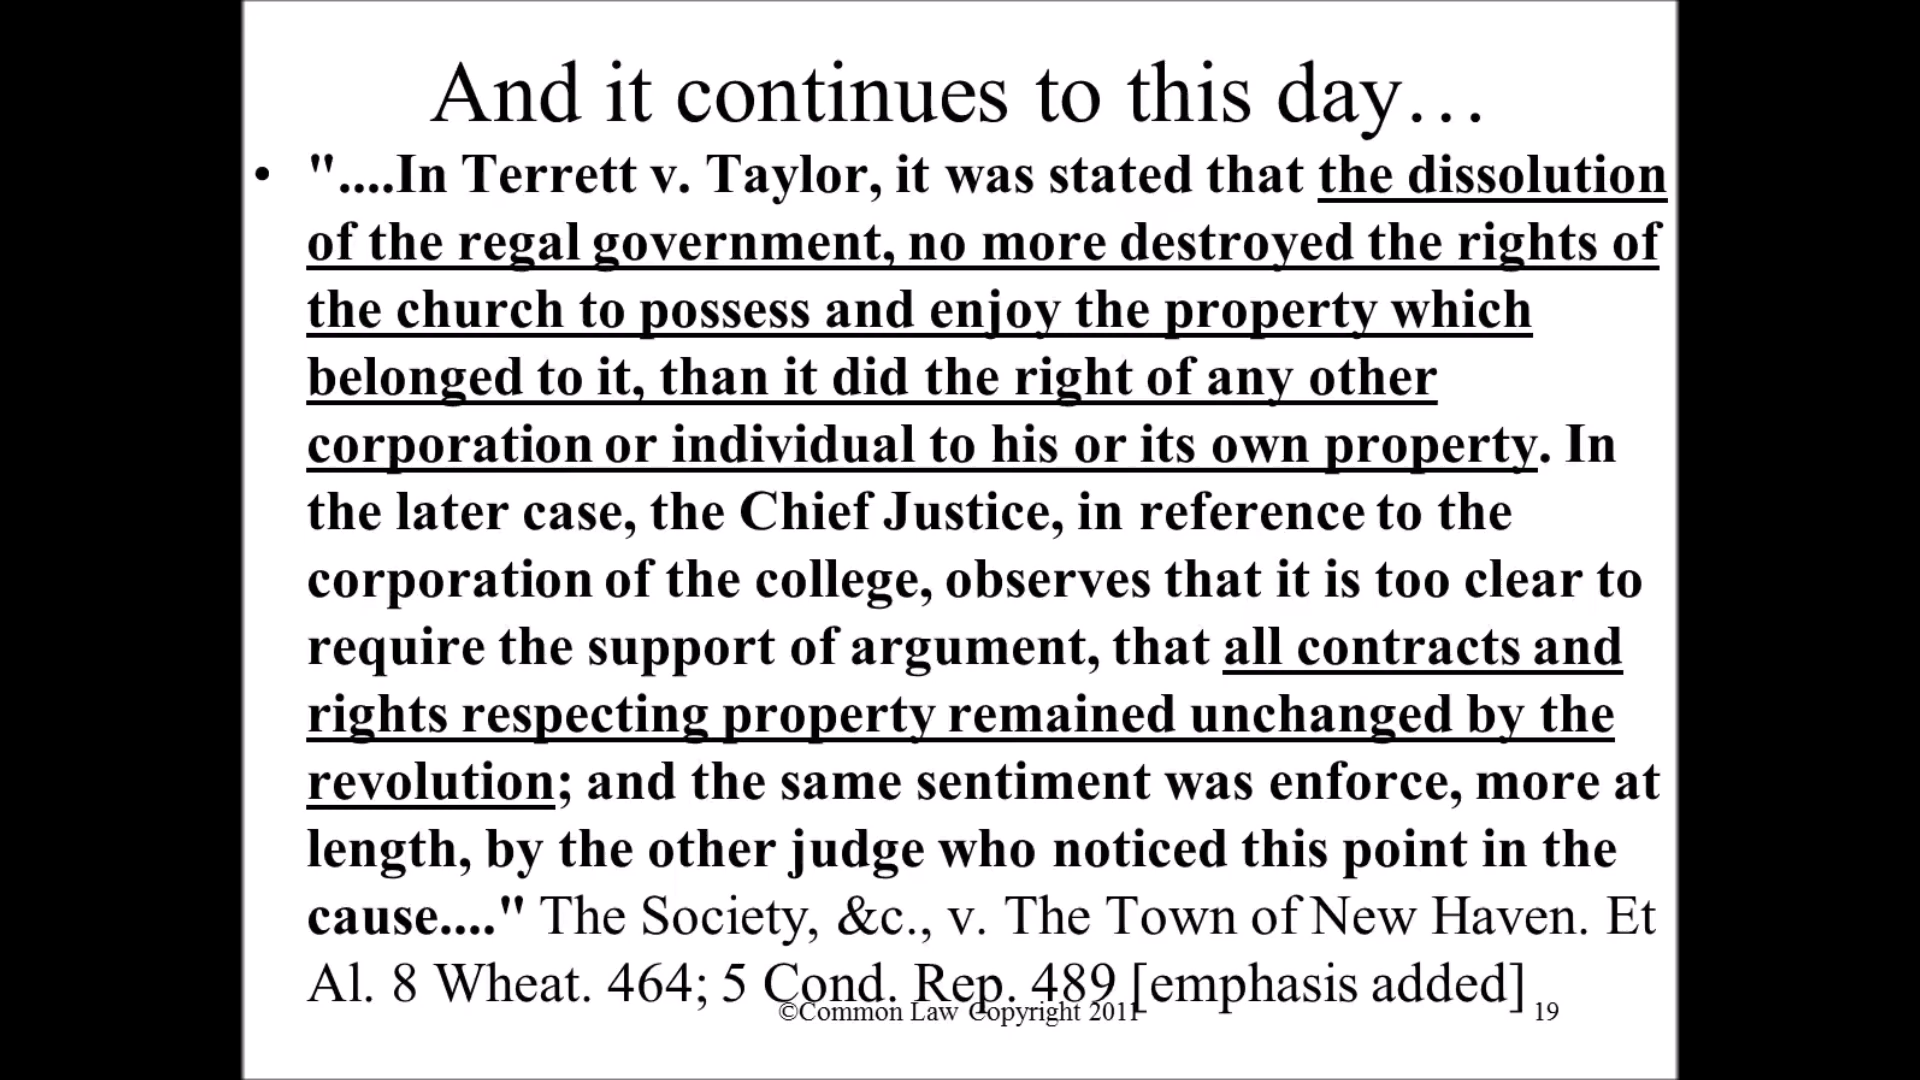 And it continues to this day…
• "....In Terrett v. Taylor, it was stated that the dissolution
of the regal government, no more destroyed the rights of
the church to possess and enjoy the property which
belonged to it, than it did the right of any other
corporation or individual to his or its own property. In
the later case, the Chief Justice, in reference to the
corporation of the college, observes that it is too clear to
require the support of argument, that all contracts and
rights respecting property remained unchanged by the
revolution; and the same sentiment was enforce, more at
length, by the other judge who noticed this point in the
cause...." The Society, &c., v. The Town of New Haven. Et
Al. 8 Wheat. 464; 5 Cond. Rep. 489 [emphasis added]
©Common Law Copyright 2011
19